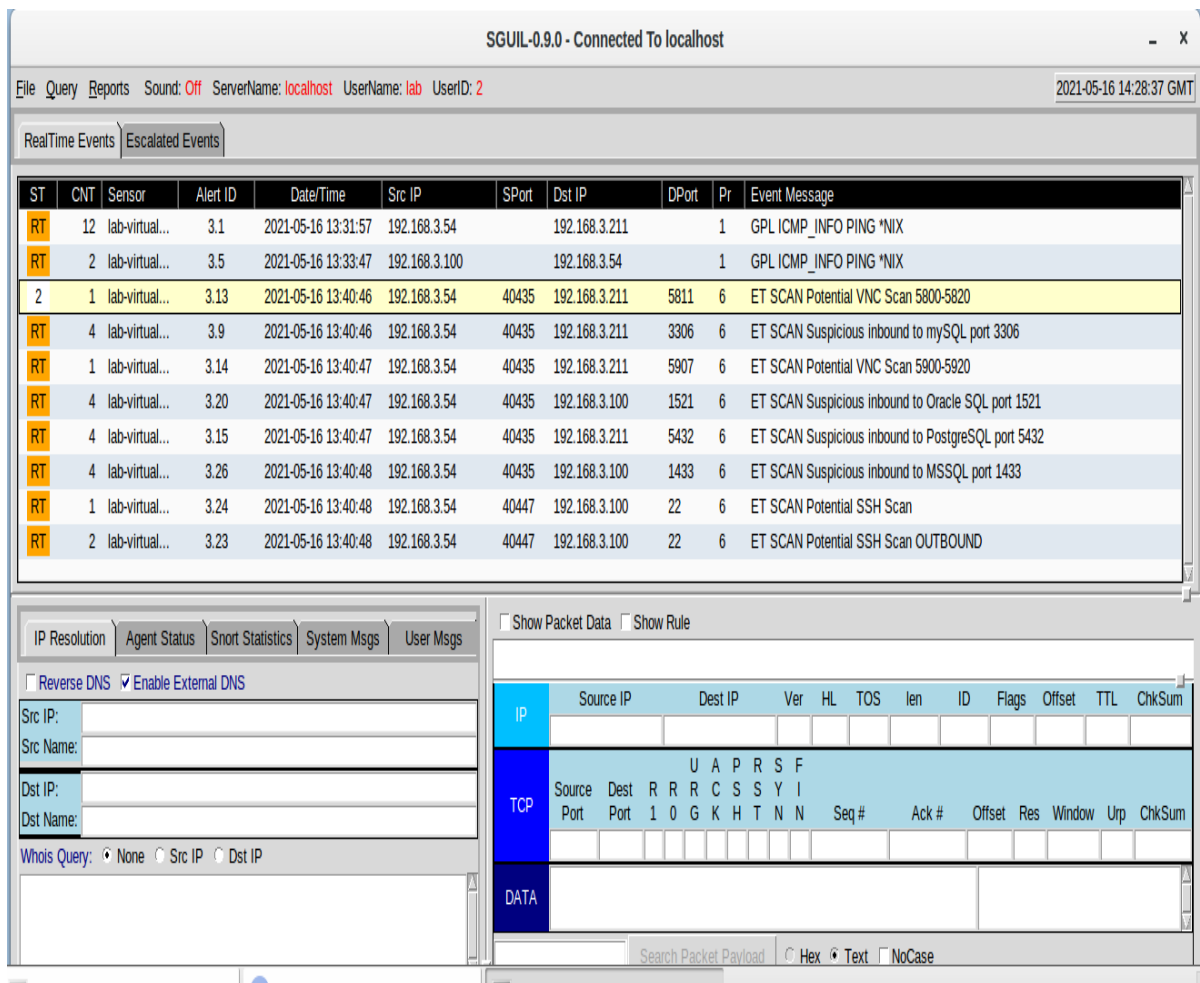 SGUIL-0.9.0 - Connected To localhost
File Query Reports Sound: Off ServerName: localhost UserName: lab UserID: 2 2021-05-16 14:28:37 GMT
RealTime Events Escalated Events
ST CNT Sensor Alert ID Date/Time Src IP SPort Dst IP DPort Pr Event Message
RT 12 lab-virtual... 3.1 2021-05-16 13:31:57 192.168.3.54 192.168.3.211 1 GPL ICMP_INFO PING *NIX
RT 2 lab-virtual... 3.5 2021-05-16 13:33:47 192.168.3.100 192.168.3.54 1 GPL ICMP_INFO PING *NIX
2 1 lab-virtual... 3.13 2021-05-16 13:40:46 192.168.3.54 40435 192.168.3.211 5811 6 ET SCAN Potential VNC Scan 5800-5820
RT 4 lab-virtual... 3.9 2021-05-16 13:40:46 192.168.3.54 40435 192.168.3.211 3306 6 ET SCAN Suspicious inbound to mySQL port 3306
RT 1 lab-virtual... 3.14 2021-05-16 13:40:47 192.168.3.54 40435 192.168.3.211 5907 6 ET SCAN Potential VNC Scan 5900-5920
RT 4 lab-virtual... 3.20 2021-05-16 13:40:47 192.168.3.54 40435 192.168.3.100 1521 6 ET SCAN Suspicious inbound to Oracle SQL port 1521
RT 4 lab-virtual... 3.15 2021-05-16 13:40:47 192.168.3.54 40435 192.168.3.211 5432 6 ET SCAN Suspicious inbound to PostgreSQL port 5432
RT 4 lab-virtual... 3.26 2021-05-16 13:40:48 192.168.3.54 40435 192.168.3.100 1433 6 ET SCAN Suspicious inbound to MSSQL port 1433
RT 1 lab-virtual... 3.24 2021-05-16 13:40:48 192.168.3.54 40447 192.168.3.100 22 6 ET SCAN Potential SSH Scan
RT 2 lab-virtual... 3.23 2021-05-16 13:40:48 192.168.3.54 40447 192.168.3.100 22 6 ET SCAN Potential SSH Scan OUTBOUND
IP Resolution Agent Status Snort Statistics System Msgs User Msgs
Reverse DNS Enable External DNS
Src IP:
Src Name:
Dst IP:
Dst Name:
Whois Query: None Src IP Dst IP
Show Packet Data Show Rule
IP Source IP Dest IP Ver HL TOS len ID Flags Offset TTL ChkSum
U A P R S F
Source Dest R R R C S S Y I
TCP Port Port 1 0 G K H T N N Seq # Ack # Offset Res Window Urp ChkSum
DATA
Search Packet Payload Hex Text NoCase